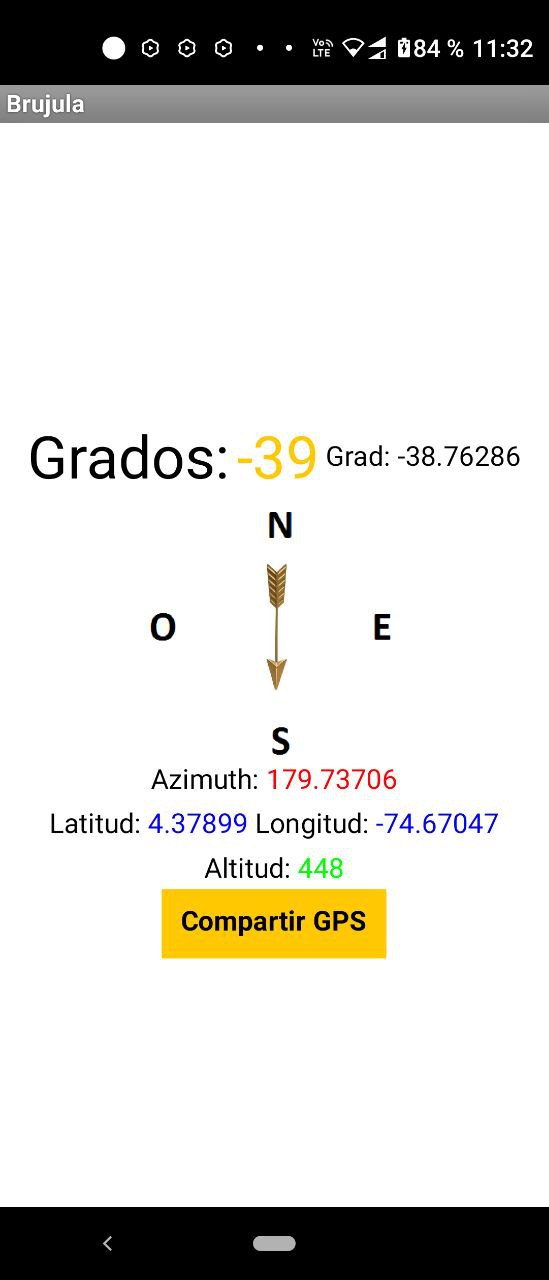 Vo)) LTE 84 % 11:32
Brujula
Grados: -39 Grad: -38.76286
N
O E
S
Azimuth: 179.73706
Latitud: 4.37899 Longitud: -74.67047
Altitud: 448
Compartir GPS